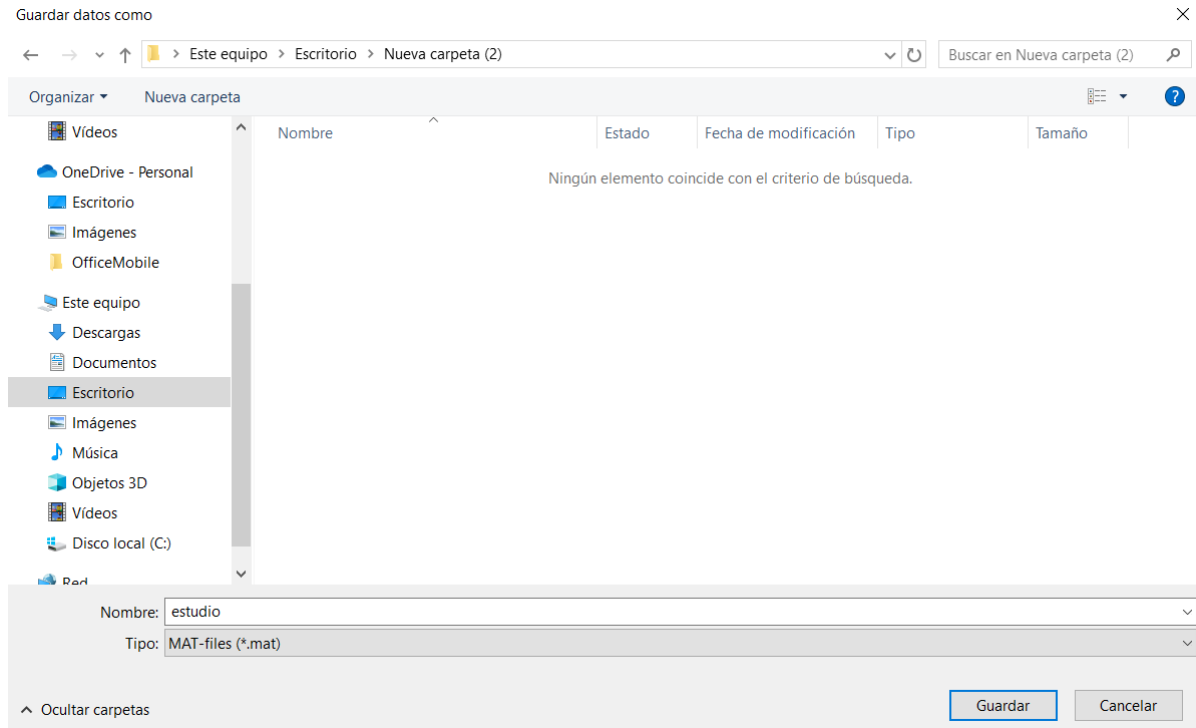 Guardar datos como
Este equipo > Escritorio > Nueva carpeta (2)
Buscar en Nueva carpeta (2)
Organizar
Nueva carpeta
?
Nombre
Estado
Fecha de modificación
Tipo
Tamaño
Ningún elemento coincide con el criterio de búsqueda.
Vídeos
OneDrive - Personal
Escritorio
Imágenes
OfficeMobile
Este equipo
Descargas
Documentos
Escritorio
Imágenes
Música
Objetos 3D
Vídeos
Disco local (C:)
Red
Nombre: estudio
Tipo: MAT-files (*.mat)
Ocultar carpetas
Guardar
Cancelar